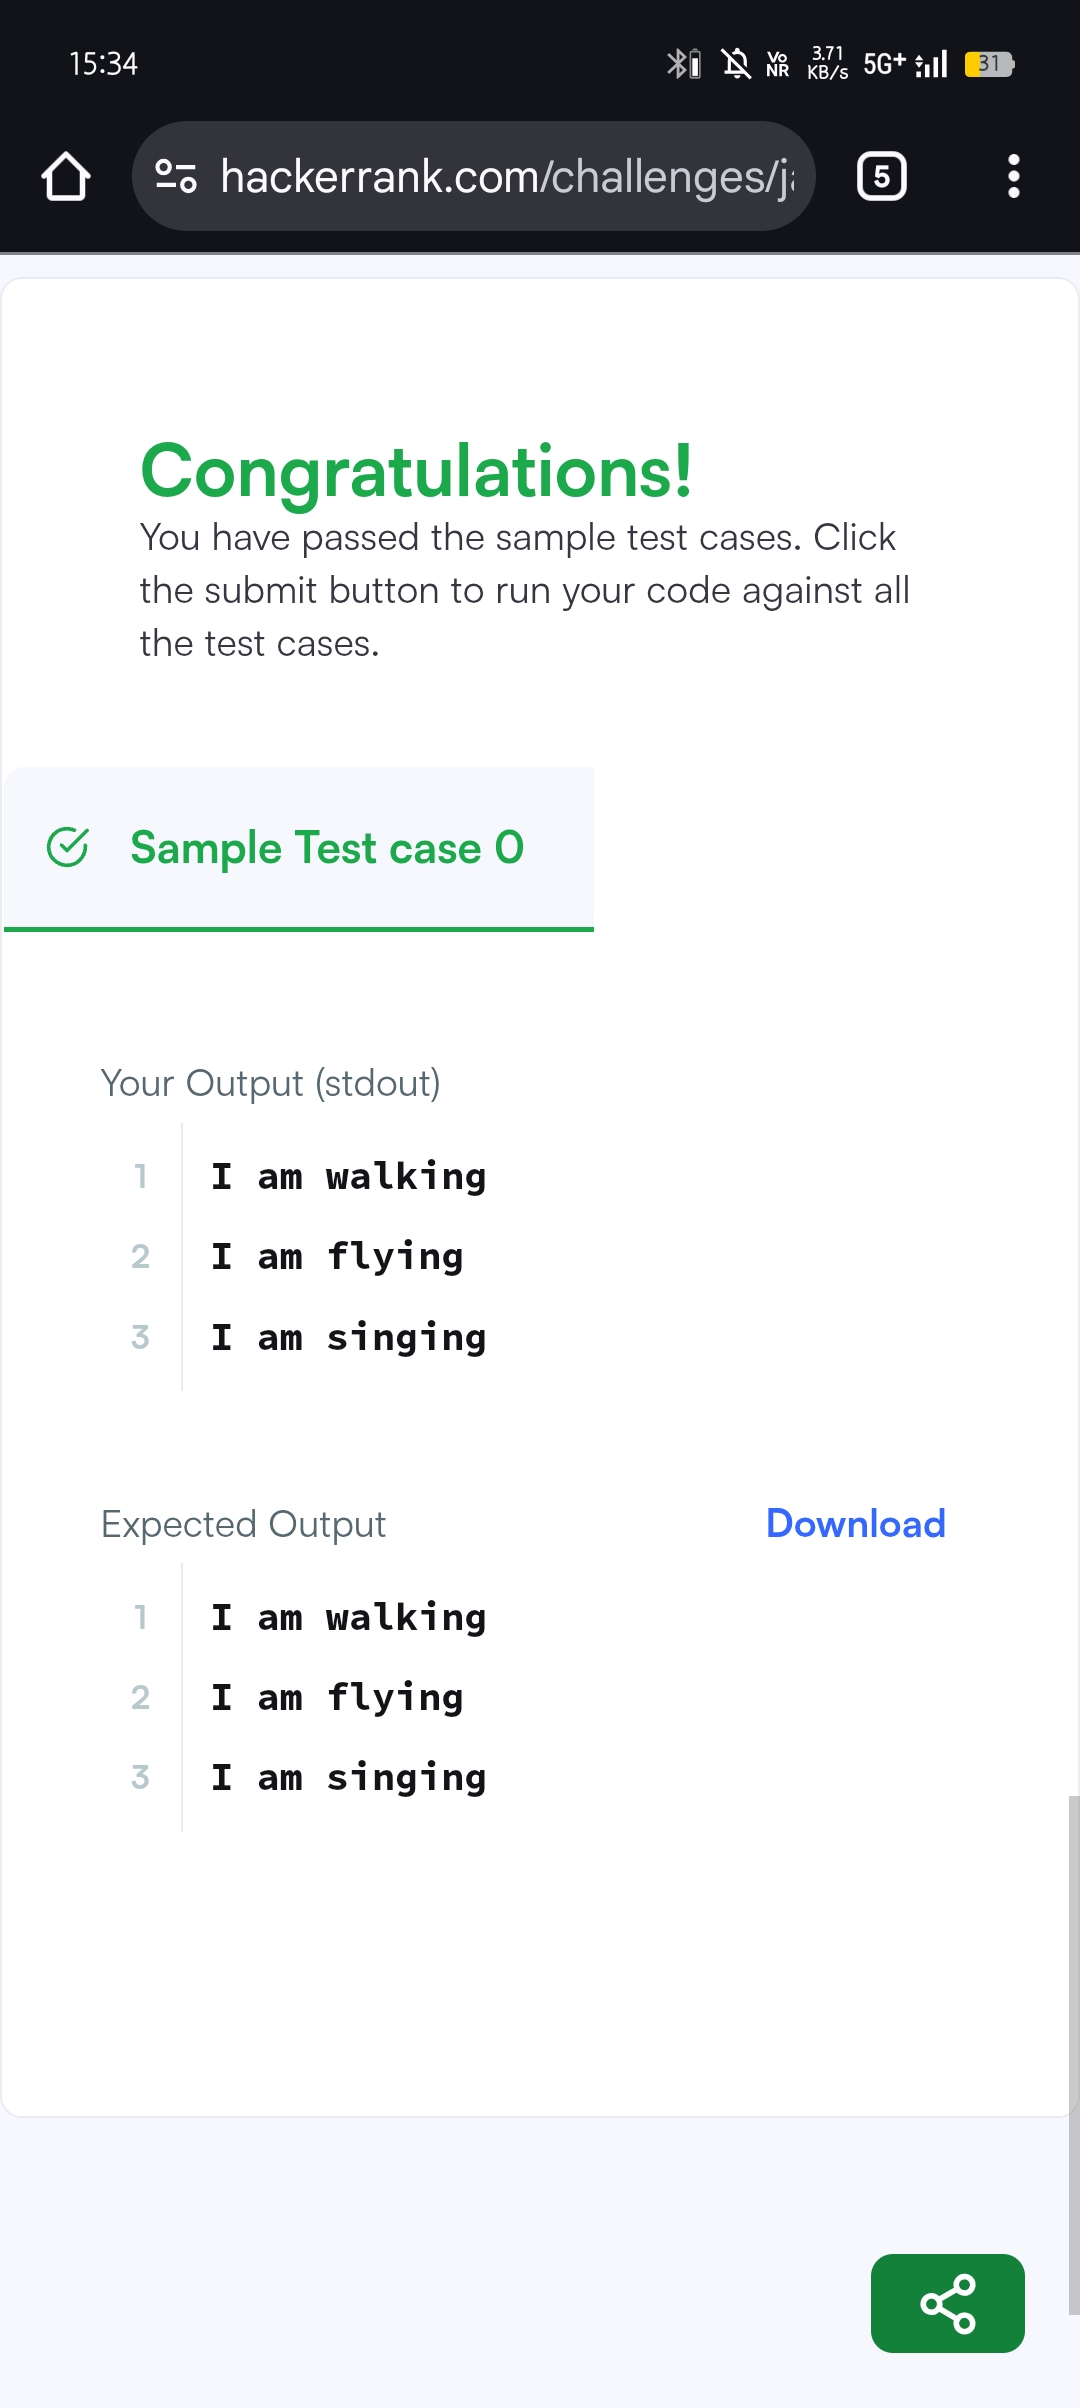 15:34
Vo NR 3.71 KB/s 5G+ 31
hackerrank.com/challenges/j
5
Congratulations!
You have passed the sample test cases. Click
the submit button to run your code against all
the test cases.
Sample Test case 0
Your Output (stdout)
1 I am walking
2 I am flying
3 I am singing
Expected Output Download
1 I am walking
2 I am flying
3 I am singing